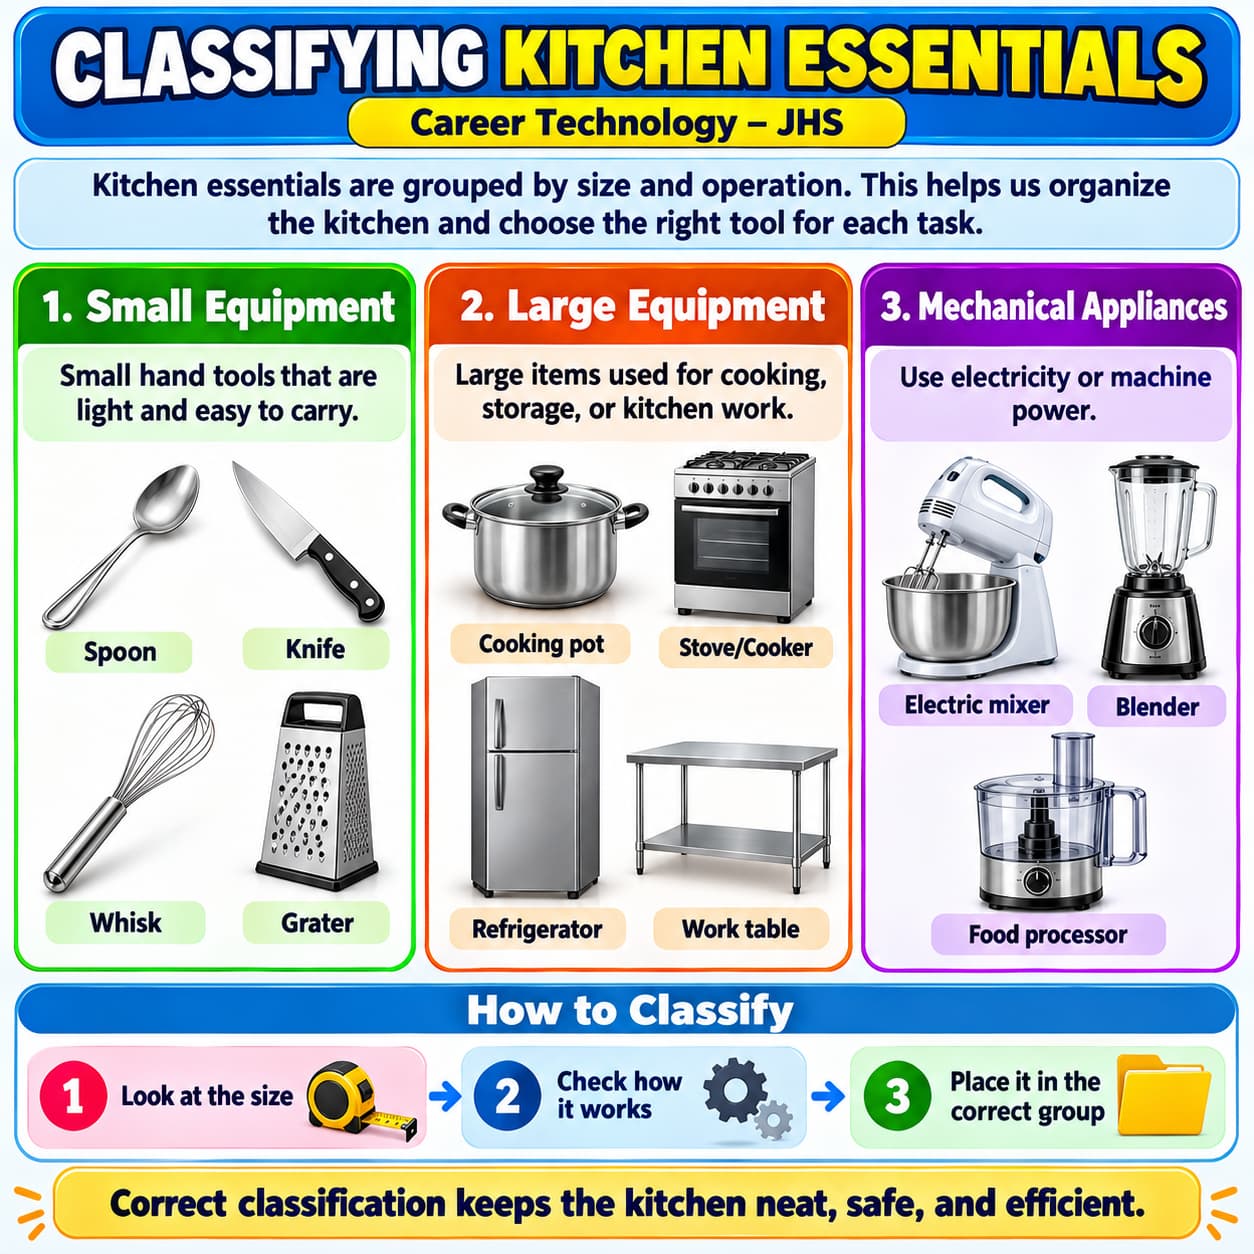 CLASSIFYING KITCHEN ESSENTIALS
Career Technology – JHS
Kitchen essentials are grouped by size and operation. This helps us organize
the kitchen and choose the right tool for each task.
1. Small Equipment
Small hand tools that are
light and easy to carry.
Spoon
Knife
Whisk
Grater
2. Large Equipment
Large items used for cooking,
storage, or kitchen work.
Cooking pot
Stove/Cooker
Refrigerator
Work table
3. Mechanical Appliances
Use electricity or machine
power.
Electric mixer
Blender
Food processor
How to Classify
1
Look at the size
2
Check how
it works
3
Place it in the
correct group
Correct classification keeps the kitchen neat, safe, and efficient.